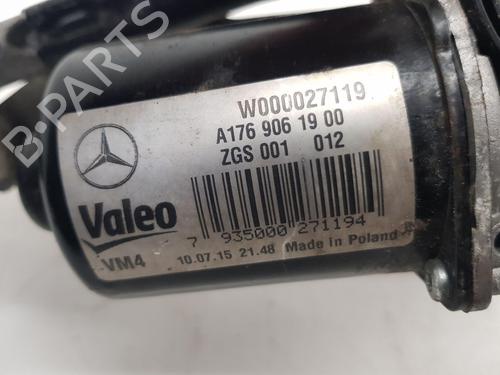 W000027119
A176 906 19 00
ZGS 001 012
Valeo
7 935000 271194
VM4
10.07.15 21.48 Made in Poland